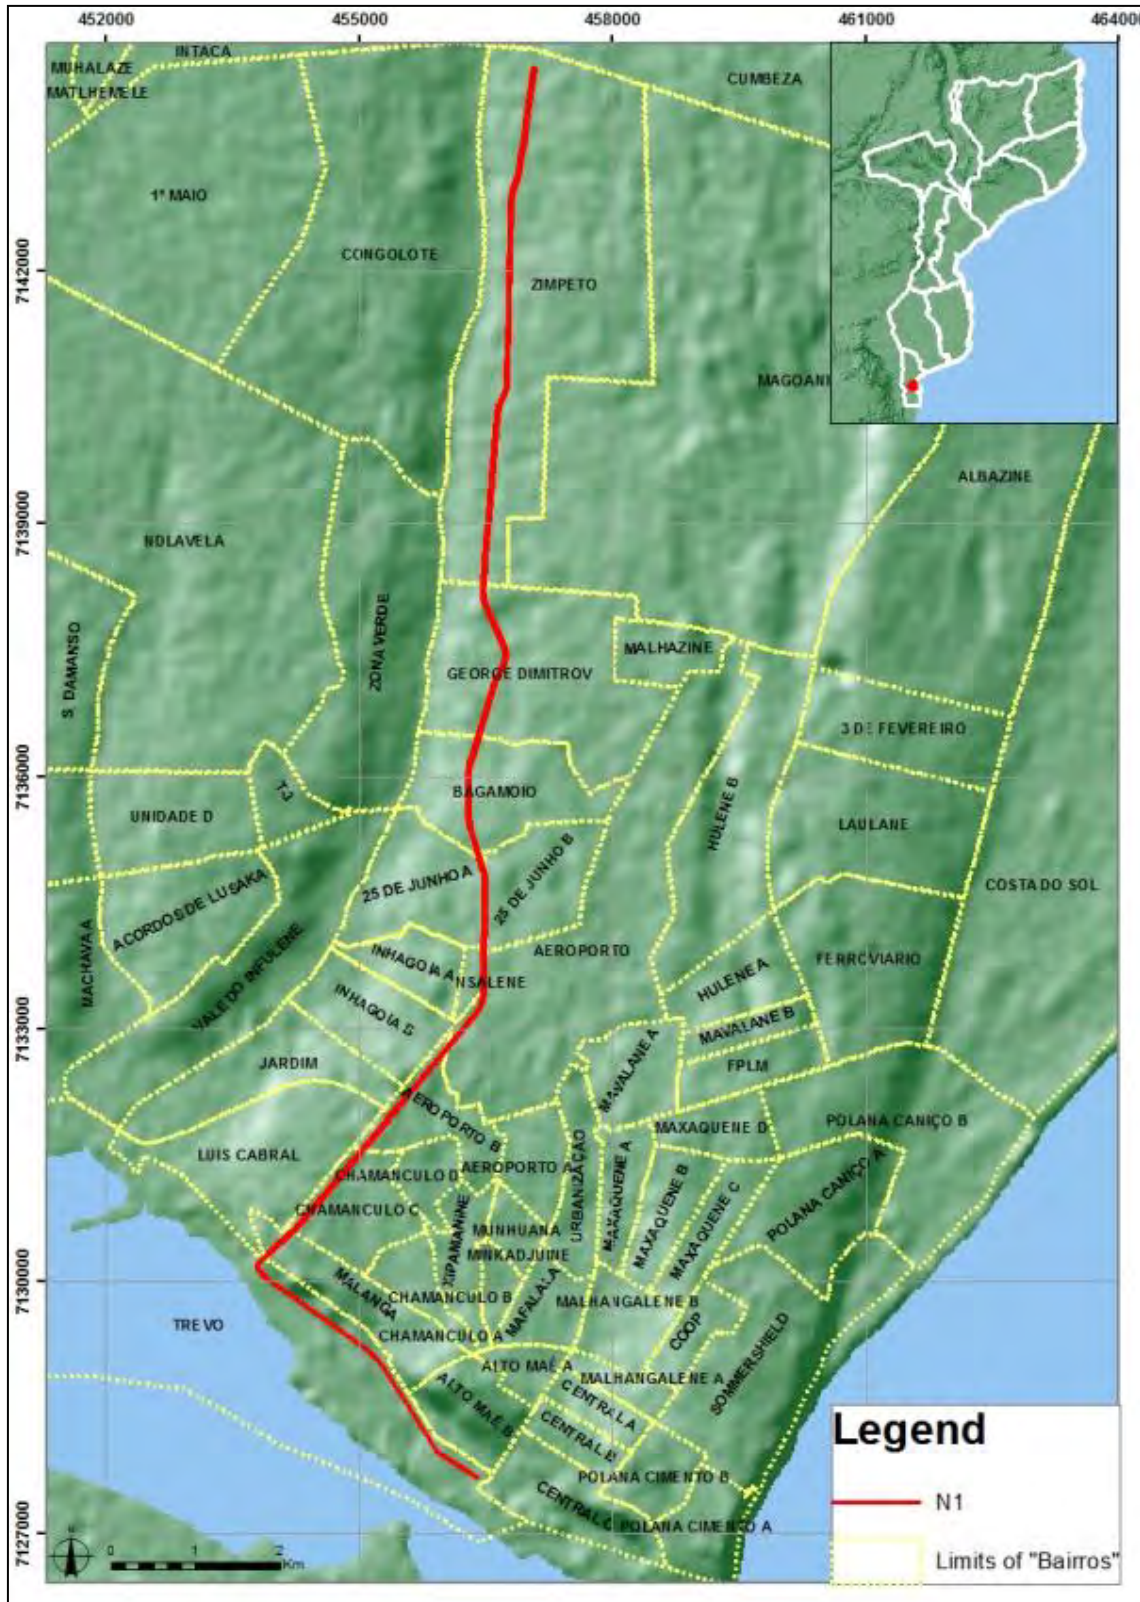 452000
455000
458000
461000
464000
INTACA
MUHALAZE
MATLHEMELE
CUMBEZA
1º MAIO
CONGOLOTE
ZIMPETO
7142000
MAGOANI
ALBAZINE
7139000
NDLAVELA
ZONA VERDE
S. DAMANSO
MALHAZINE
GEORGE DIMITROV
3 DE FEVEREIRO
7136000
T-3
BAGAMOIO
UNIDADE D
HULENE B
LAULANE
25 DE JUNHO A
25 DE JUNHO B
COSTA DO SOL
ACORDOS DE LUSAKA
MACHAVA A
VALE DO INFULENE
INHAGOIA A
NSALENE
AEROPORTO
FERROVIARIO
HULENE A
INHAGOIA B
7133000
MAVALANE B
JARDIM
MAVALANE A
FPLM
AEROPORTO B
MAXAQUENE D
POLANA CANIÇO B
LUIS CABRAL
CHAMANCULO D
AEROPORTO A
URBANIZAÇÃO
MAXAQUENE A
MAXAQUENE B
MAXAQUENE C
POLANA CANIÇO A
CHAMANCULO C
XIPAMANINE
MUNHUANA
MINKADJUINE
7130000
MALANGA
CHAMANCULO B
MAFALALA
MALHANGALENE B
TREVO
CHAMANCULO A
COOP
SOMMERSHIELD
ALTO MAÉ A
MALHANGALENE A
ALTO MAÉ B
CENTRAL A
CENTRAL B
POLANA CIMENTO B
CENTRAL C
POLANA CIMENTO A
7127000
0 1 2
Km
Legend
N1
Limits of "Bairros"